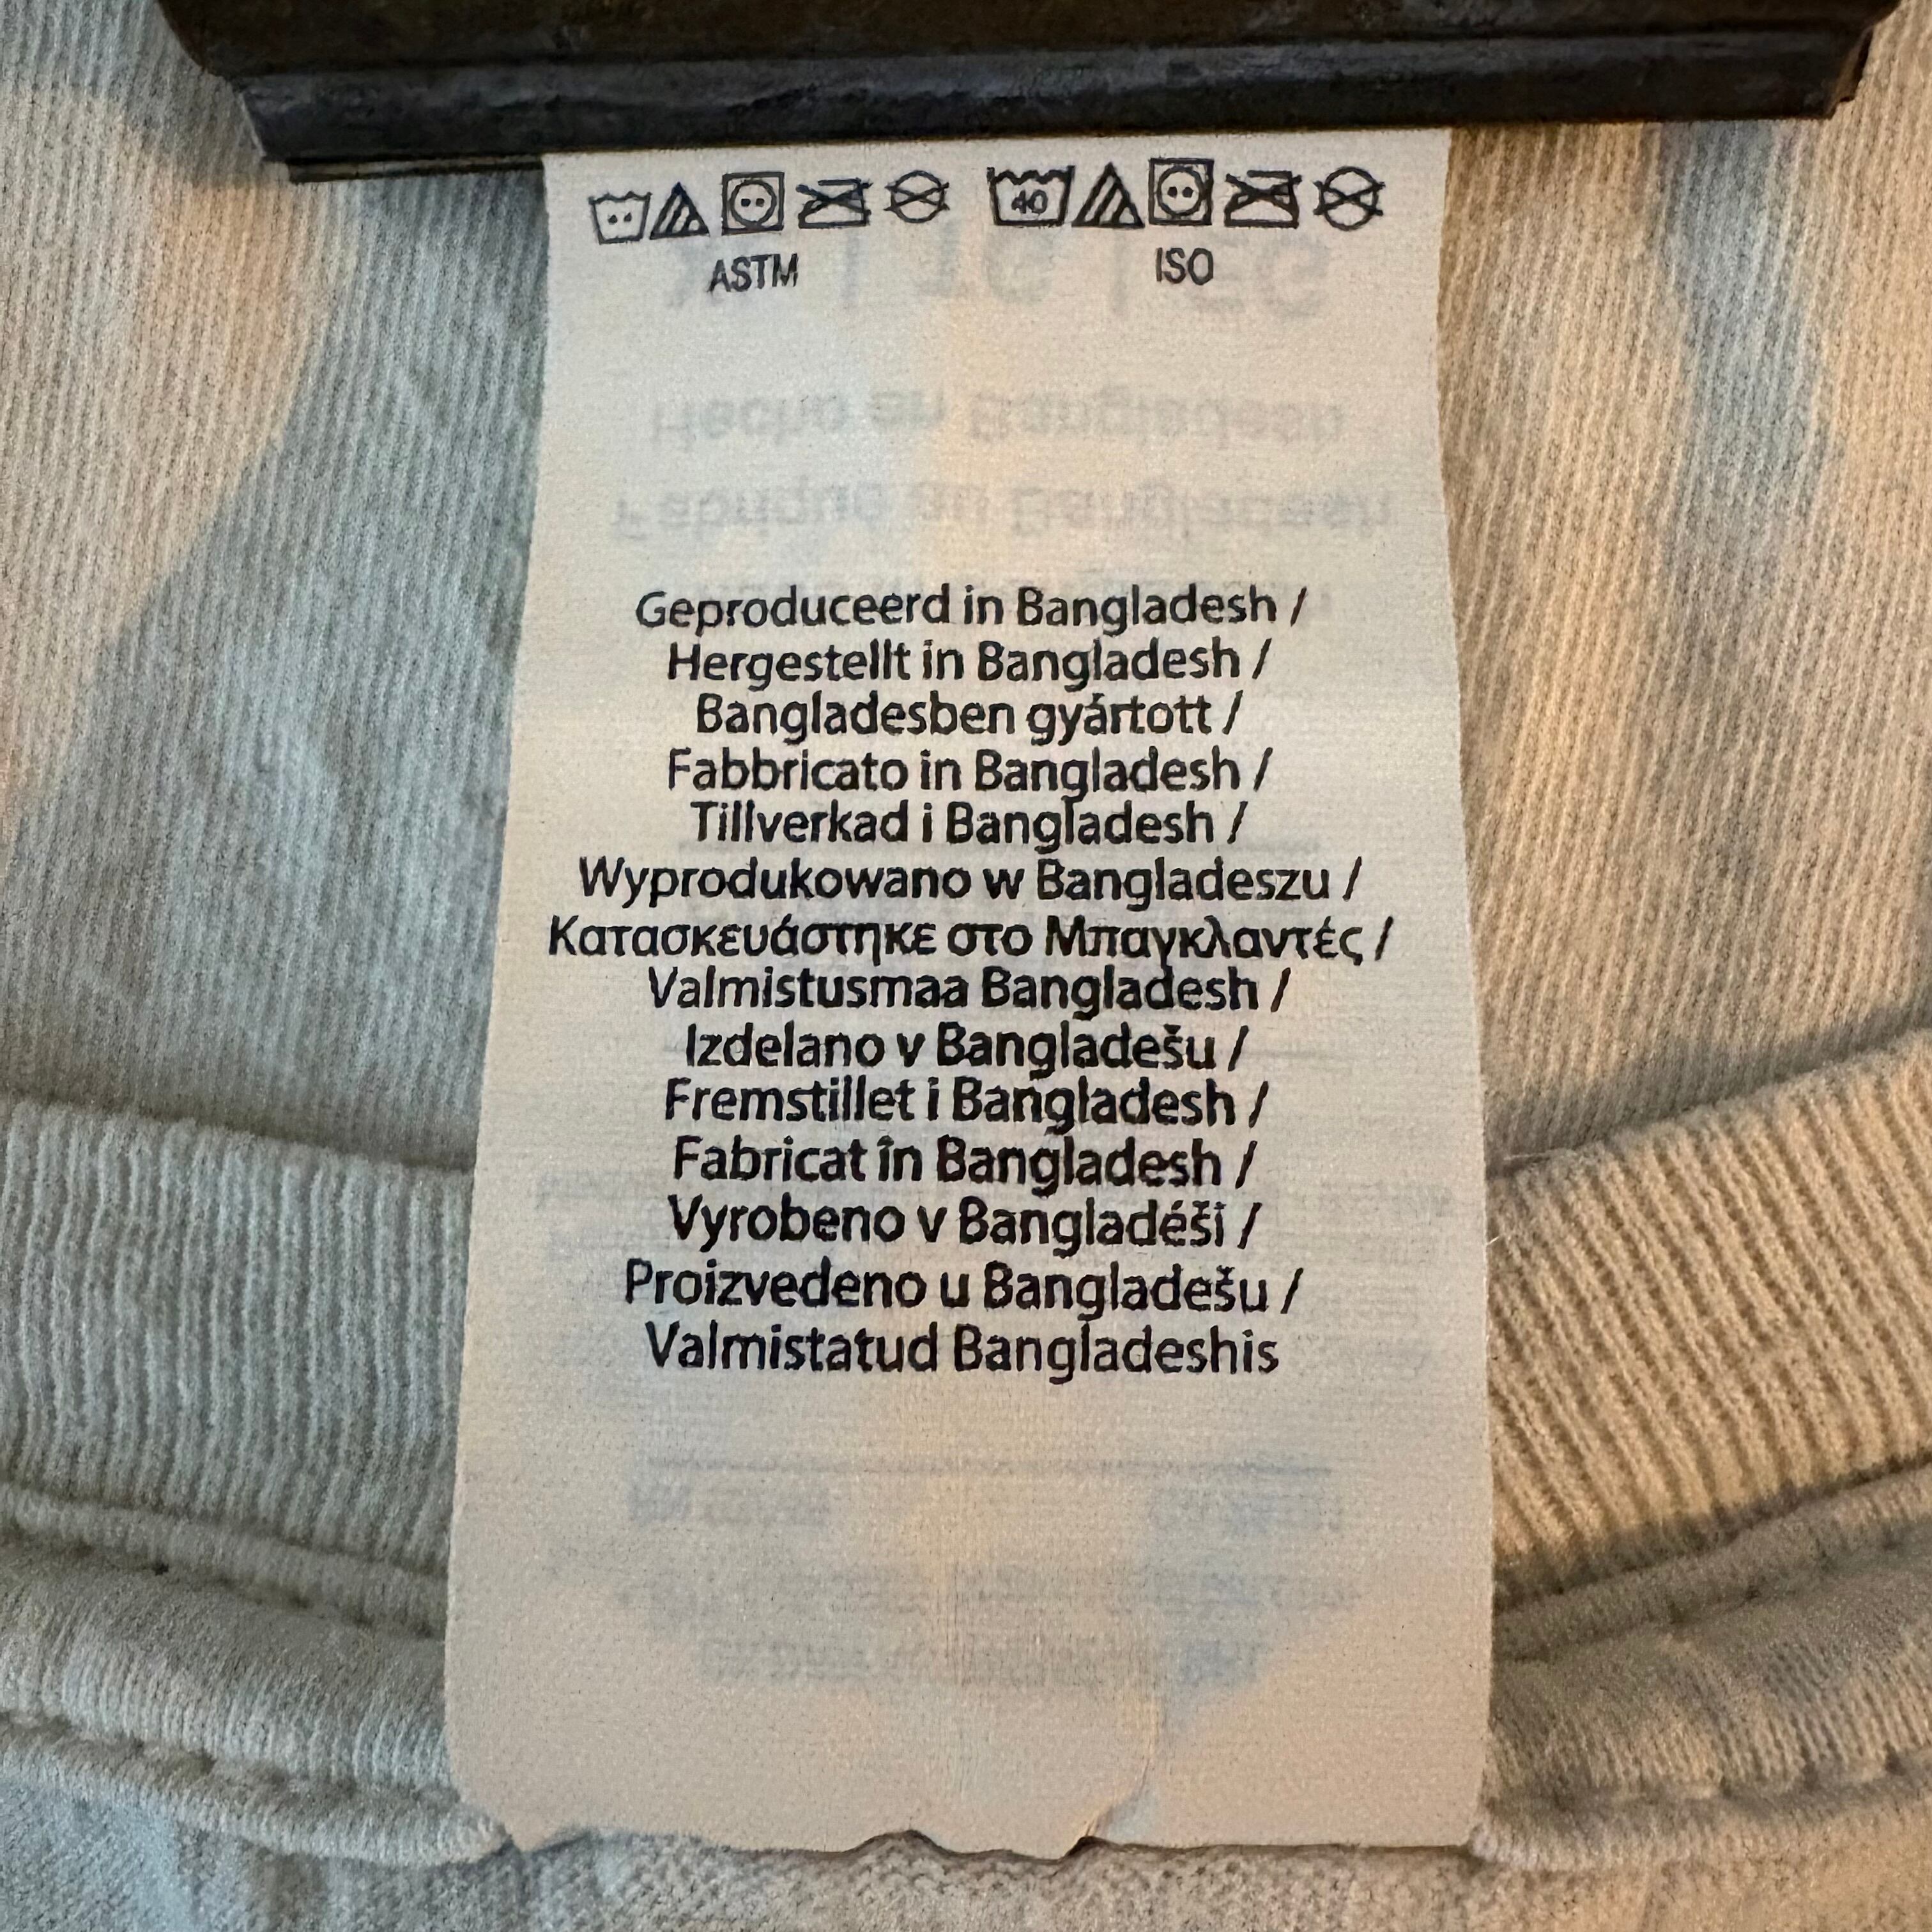 40
ASTM ISO
Geproduceerd in Bangladesh /
Hergestellt in Bangladesh /
Bangladesben gyártott /
Fabbricato in Bangladesh /
Tillverkad i Bangladesh /
Wyprodukowano w Bangladeszu /
Κατασκευάστηκε στο Μπαγκλαντές /
Valmistusmaa Bangladesh /
Izdelano v Bangladešu /
Fremstillet i Bangladesh /
Fabricat în Bangladesh /
Vyrobeno v Bangladéši /
Proizvedeno u Bangladešu /
Valmistatud Bangladeshis